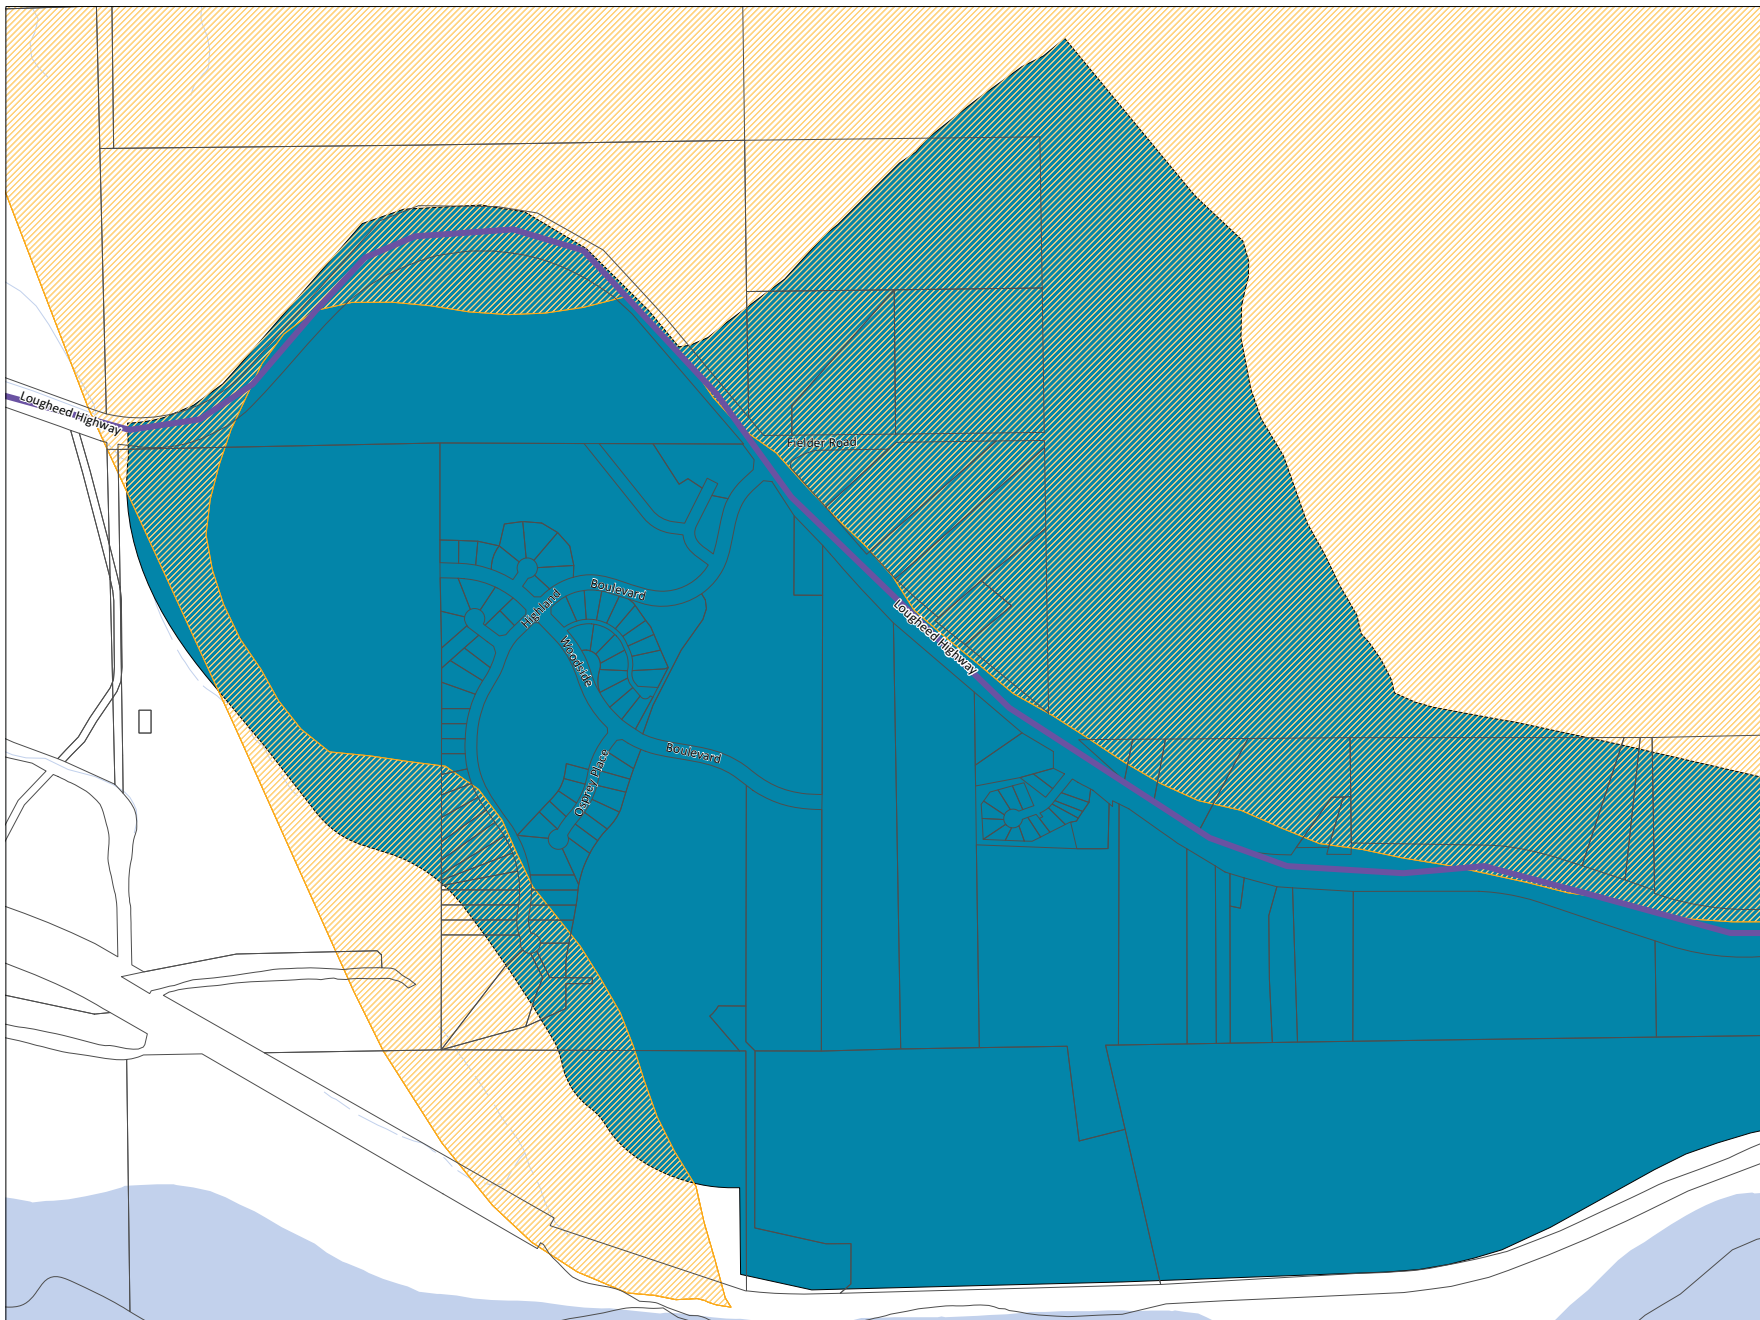 Lougheed Highway
Fielder Road
Boulevard
Highland
Lougheed Highway
Woodside
Boulevard
Osprey Place